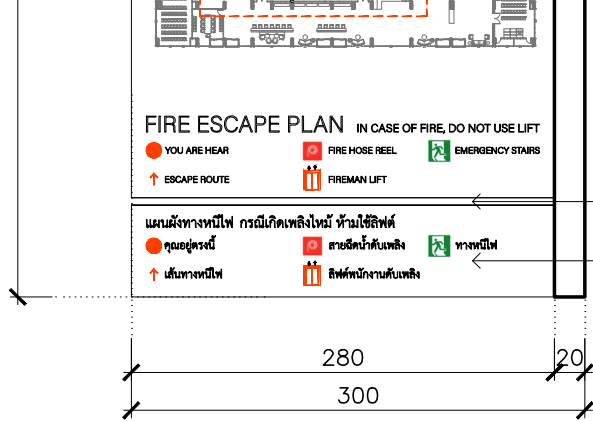 FIRE ESCAPE PLAN IN CASE OF FIRE, DO NOT USE LIFT
YOU ARE HEAR FIRE HOSE REEL EMERGENCY STAIRS
ESCAPE ROUTE FIREMAN LIFT
แผนผังทางหนีไฟ กรณีเกิดเพลิงไหม้ ห้ามใช้ลิฟต์
คุณอยู่ตรงนี้ สายฉีดน้ำดับเพลิง ทางหนีไฟ
เส้นทางหนีไฟ ลิฟต์พนักงานดับเพลิง
280 20
300